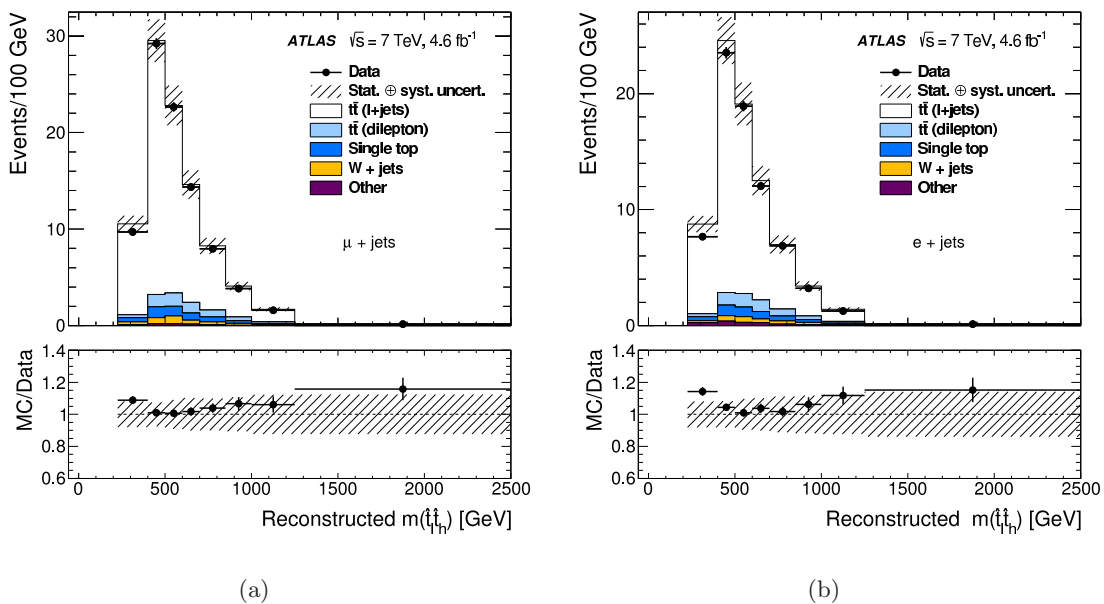 Events/100 GeV
30
20
10
0
ATLAS √s = 7 TeV, 4.6 fb⁻¹
Data
Stat. ⊕ syst. uncert.
tt̄ (l+jets)
tt̄ (dilepton)
Single top
W + jets
Other
μ + jets
MC/Data
1.4
1.2
1
0.8
0.6
0 500 1000 1500 2000 2500
Reconstructed m(t̂ₗt̂ₕ) [GeV]
(a)
Events/100 GeV
20
10
0
ATLAS √s = 7 TeV, 4.6 fb⁻¹
Data
Stat. ⊕ syst. uncert.
tt̄ (l+jets)
tt̄ (dilepton)
Single top
W + jets
Other
e + jets
MC/Data
1.4
1.2
1
0.8
0.6
0 500 1000 1500 2000 2500
Reconstructed m(t̂ₗt̂ₕ) [GeV]
(b)